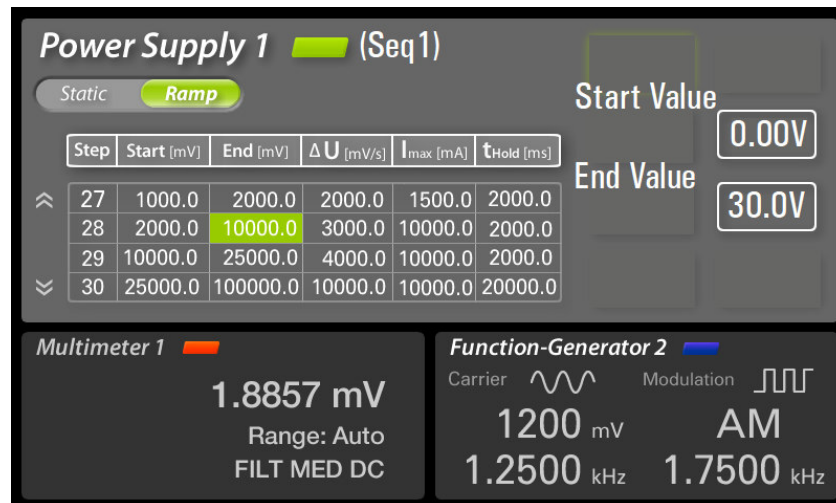 Power Supply 1 (Seq1)
Static Ramp
Start Value
0.00V
End Value
30.0V
Step Start [mV] End [mV] ΔU [mV/s] Imax [mA] tHold [ms]
27 1000.0 2000.0 2000.0 1500.0 2000.0
28 2000.0 10000.0 3000.0 10000.0 2000.0
29 10000.0 25000.0 4000.0 10000.0 2000.0
30 25000.0 100000.0 10000.0 10000.0 20000.0
Multimeter 1
1.8857 mV
Range: Auto
FILT MED DC
Function-Generator 2
Carrier Modulation
1200 mV AM
1.2500 kHz 1.7500 kHz